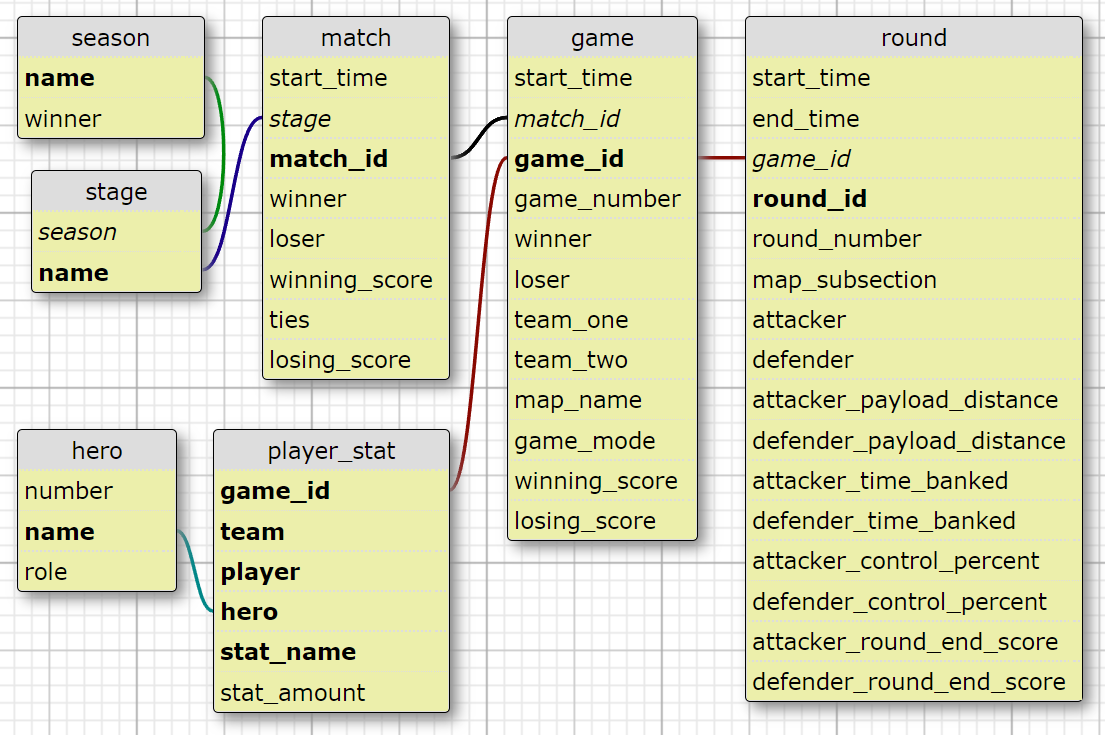 season
name
winner
stage
season
name
match
start_time
stage
match_id
winner
loser
winning_score
ties
losing_score
game
start_time
match_id
game_id
game_number
winner
loser
team_one
team_two
map_name
game_mode
winning_score
losing_score
round
start_time
end_time
game_id
round_id
round_number
map_subsection
attacker
defender
attacker_payload_distance
defender_payload_distance
attacker_time_banked
defender_time_banked
attacker_control_percent
defender_control_percent
attacker_round_end_score
defender_round_end_score
hero
number
name
role
player_stat
game_id
team
player
hero
stat_name
stat_amount